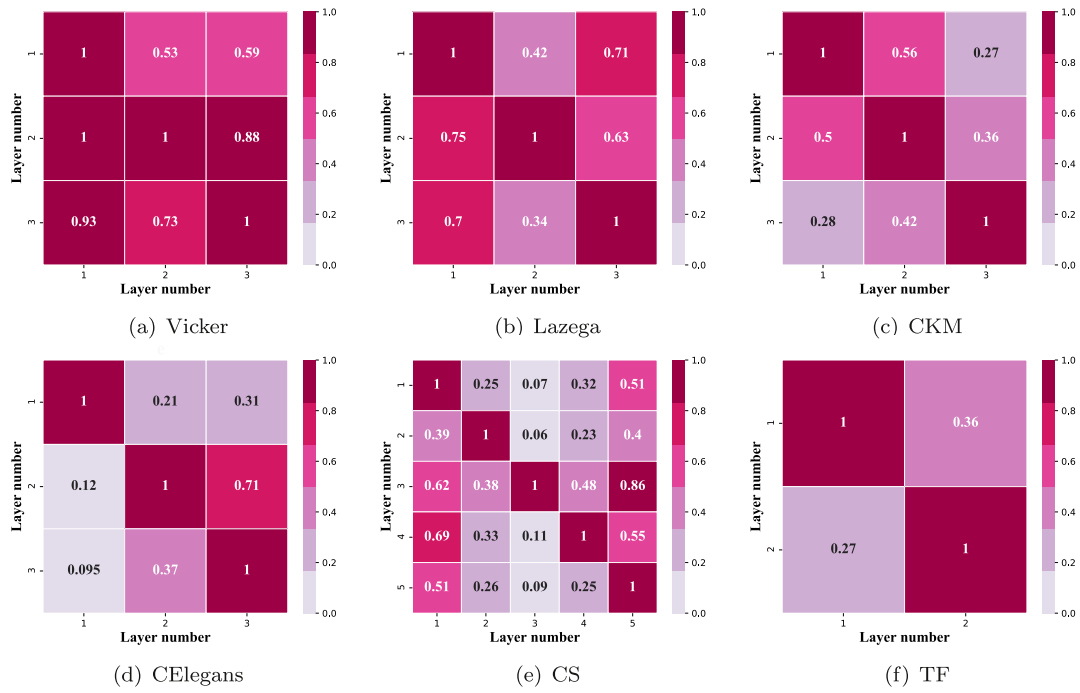 1 0.53 0.59
1 1 0.88
0.93 0.73 1
Layer number
1 2 3
1 2 3
Layer number
0.0 0.2 0.4 0.6 0.8 1.0
(a) Vicker
1 0.42 0.71
0.75 1 0.63
0.7 0.34 1
Layer number
1 2 3
1 2 3
Layer number
0.0 0.2 0.4 0.6 0.8 1.0
(b) Lazega
1 0.56 0.27
0.5 1 0.36
0.28 0.42 1
Layer number
1 2 3
1 2 3
Layer number
0.0 0.2 0.4 0.6 0.8 1.0
(c) CKM
1 0.21 0.31
0.12 1 0.71
0.095 0.37 1
Layer number
1 2 3
1 2 3
Layer number
0.0 0.2 0.4 0.6 0.8 1.0
(d) CElegans
1 0.25 0.07 0.32 0.51
0.39 1 0.06 0.23 0.4
0.62 0.38 1 0.48 0.86
0.69 0.33 0.11 1 0.55
0.51 0.26 0.09 0.25 1
Layer number
1 2 3 4 5
1 2 3 4 5
Layer number
0.0 0.2 0.4 0.6 0.8 1.0
(e) CS
1 0.36
0.27 1
Layer number
1 2
1 2
Layer number
0.0 0.2 0.4 0.6 0.8 1.0
(f) TF